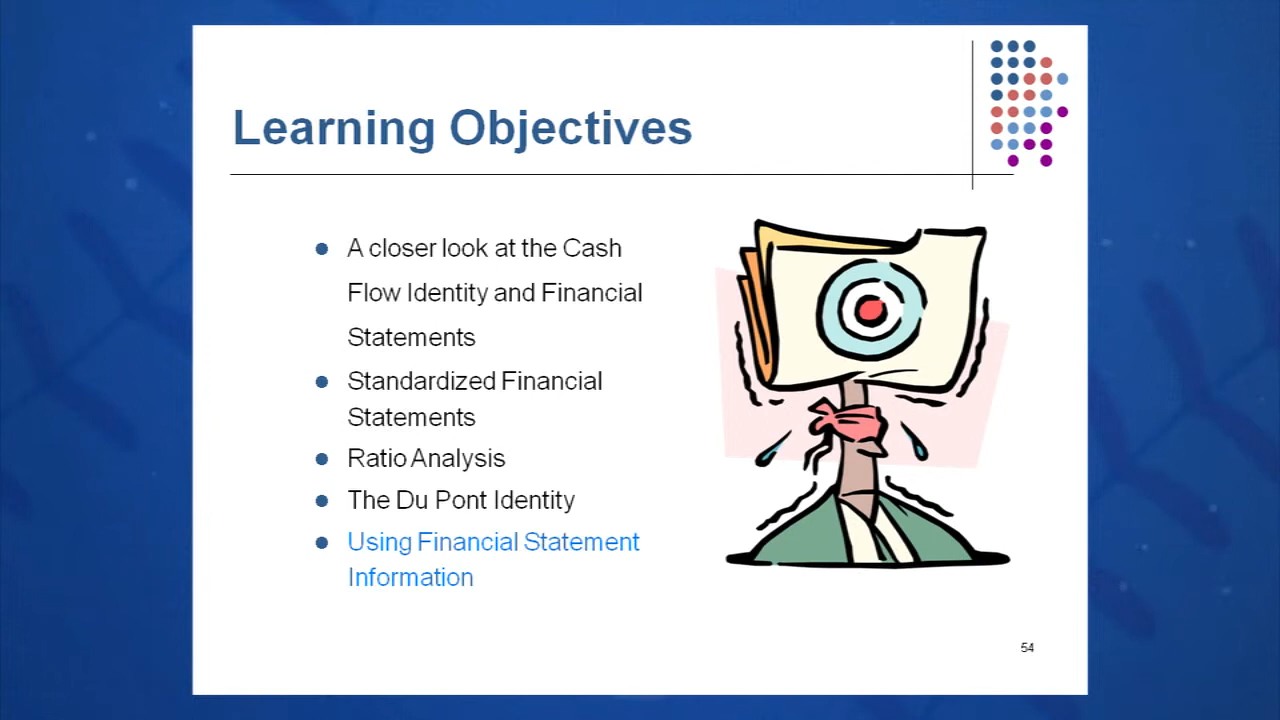 Learning Objectives
A closer look at the Cash
Flow Identity and Financial
Statements
Standardized Financial
Statements
Ratio Analysis
The Du Pont Identity
Using Financial Statement
Information
54